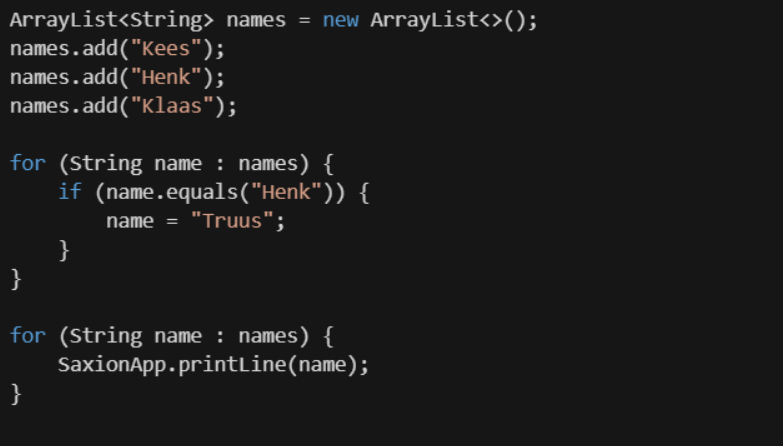 ArrayList<String> names = new ArrayList<>();
names.add("Kees");
names.add("Henk");
names.add("Klaas");

for (String name : names) {
    if (name.equals("Henk")) {
        name = "Truus";
    }
}

for (String name : names) {
    SaxionApp.printLine(name);
}